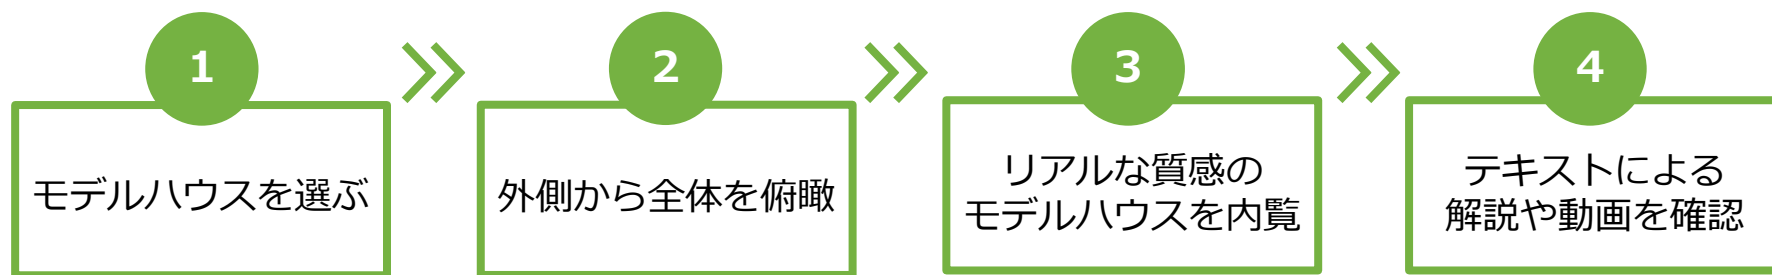 1
モデルハウスを選ぶ
2
外側から全体を俯瞰
3
リアルな質感の
モデルハウスを内覧
4
テキストによる
解説や動画を確認